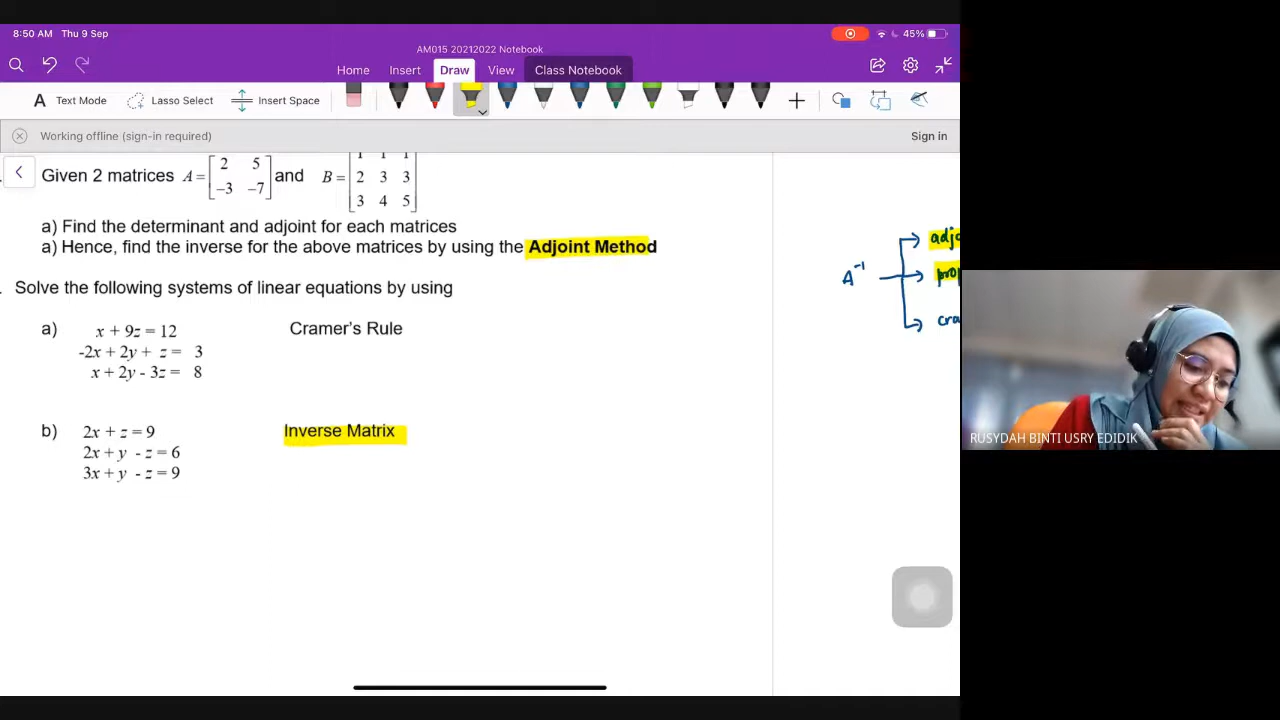 8:50 AM Thu 9 Sep
45%
AM015 20212022 Notebook
Home Insert Draw View Class Notebook
A Text Mode Lasso Select Insert Space
Working offline (sign-in required) Sign in
Given 2 matrices A = [2 5
-3 -7] and B = [1 1 1
2 3 3
3 4 5]
a) Find the determinant and adjoint for each matrices
a) Hence, find the inverse for the above matrices by using the Adjoint Method
Solve the following systems of linear equations by using
a) x + 9z = 12 Cramer's Rule
-2x + 2y + z = 3
x + 2y - 3z = 8
b) 2x + z = 9 Inverse Matrix
2x + y - z = 6
3x + y - z = 9
A⁻¹
RUSYDAH BINTI USRY EDIDIK